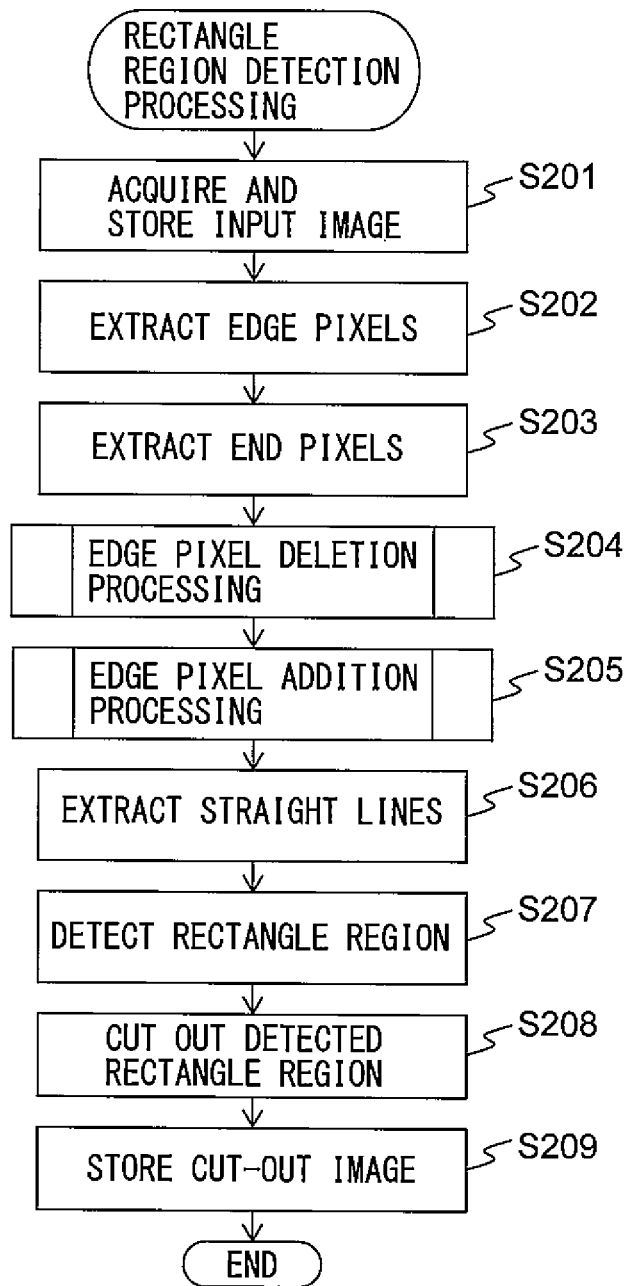 RECTANGLE
REGION DETECTION
PROCESSING
ACQUIRE AND
STORE INPUT IMAGE
S201
EXTRACT EDGE PIXELS
S202
EXTRACT END PIXELS
S203
EDGE PIXEL DELETION
PROCESSING
S204
EDGE PIXEL ADDITION
PROCESSING
S205
EXTRACT STRAIGHT LINES
S206
DETECT RECTANGLE REGION
S207
CUT OUT DETECTED
RECTANGLE REGION
S208
STORE CUT-OUT IMAGE
S209
END